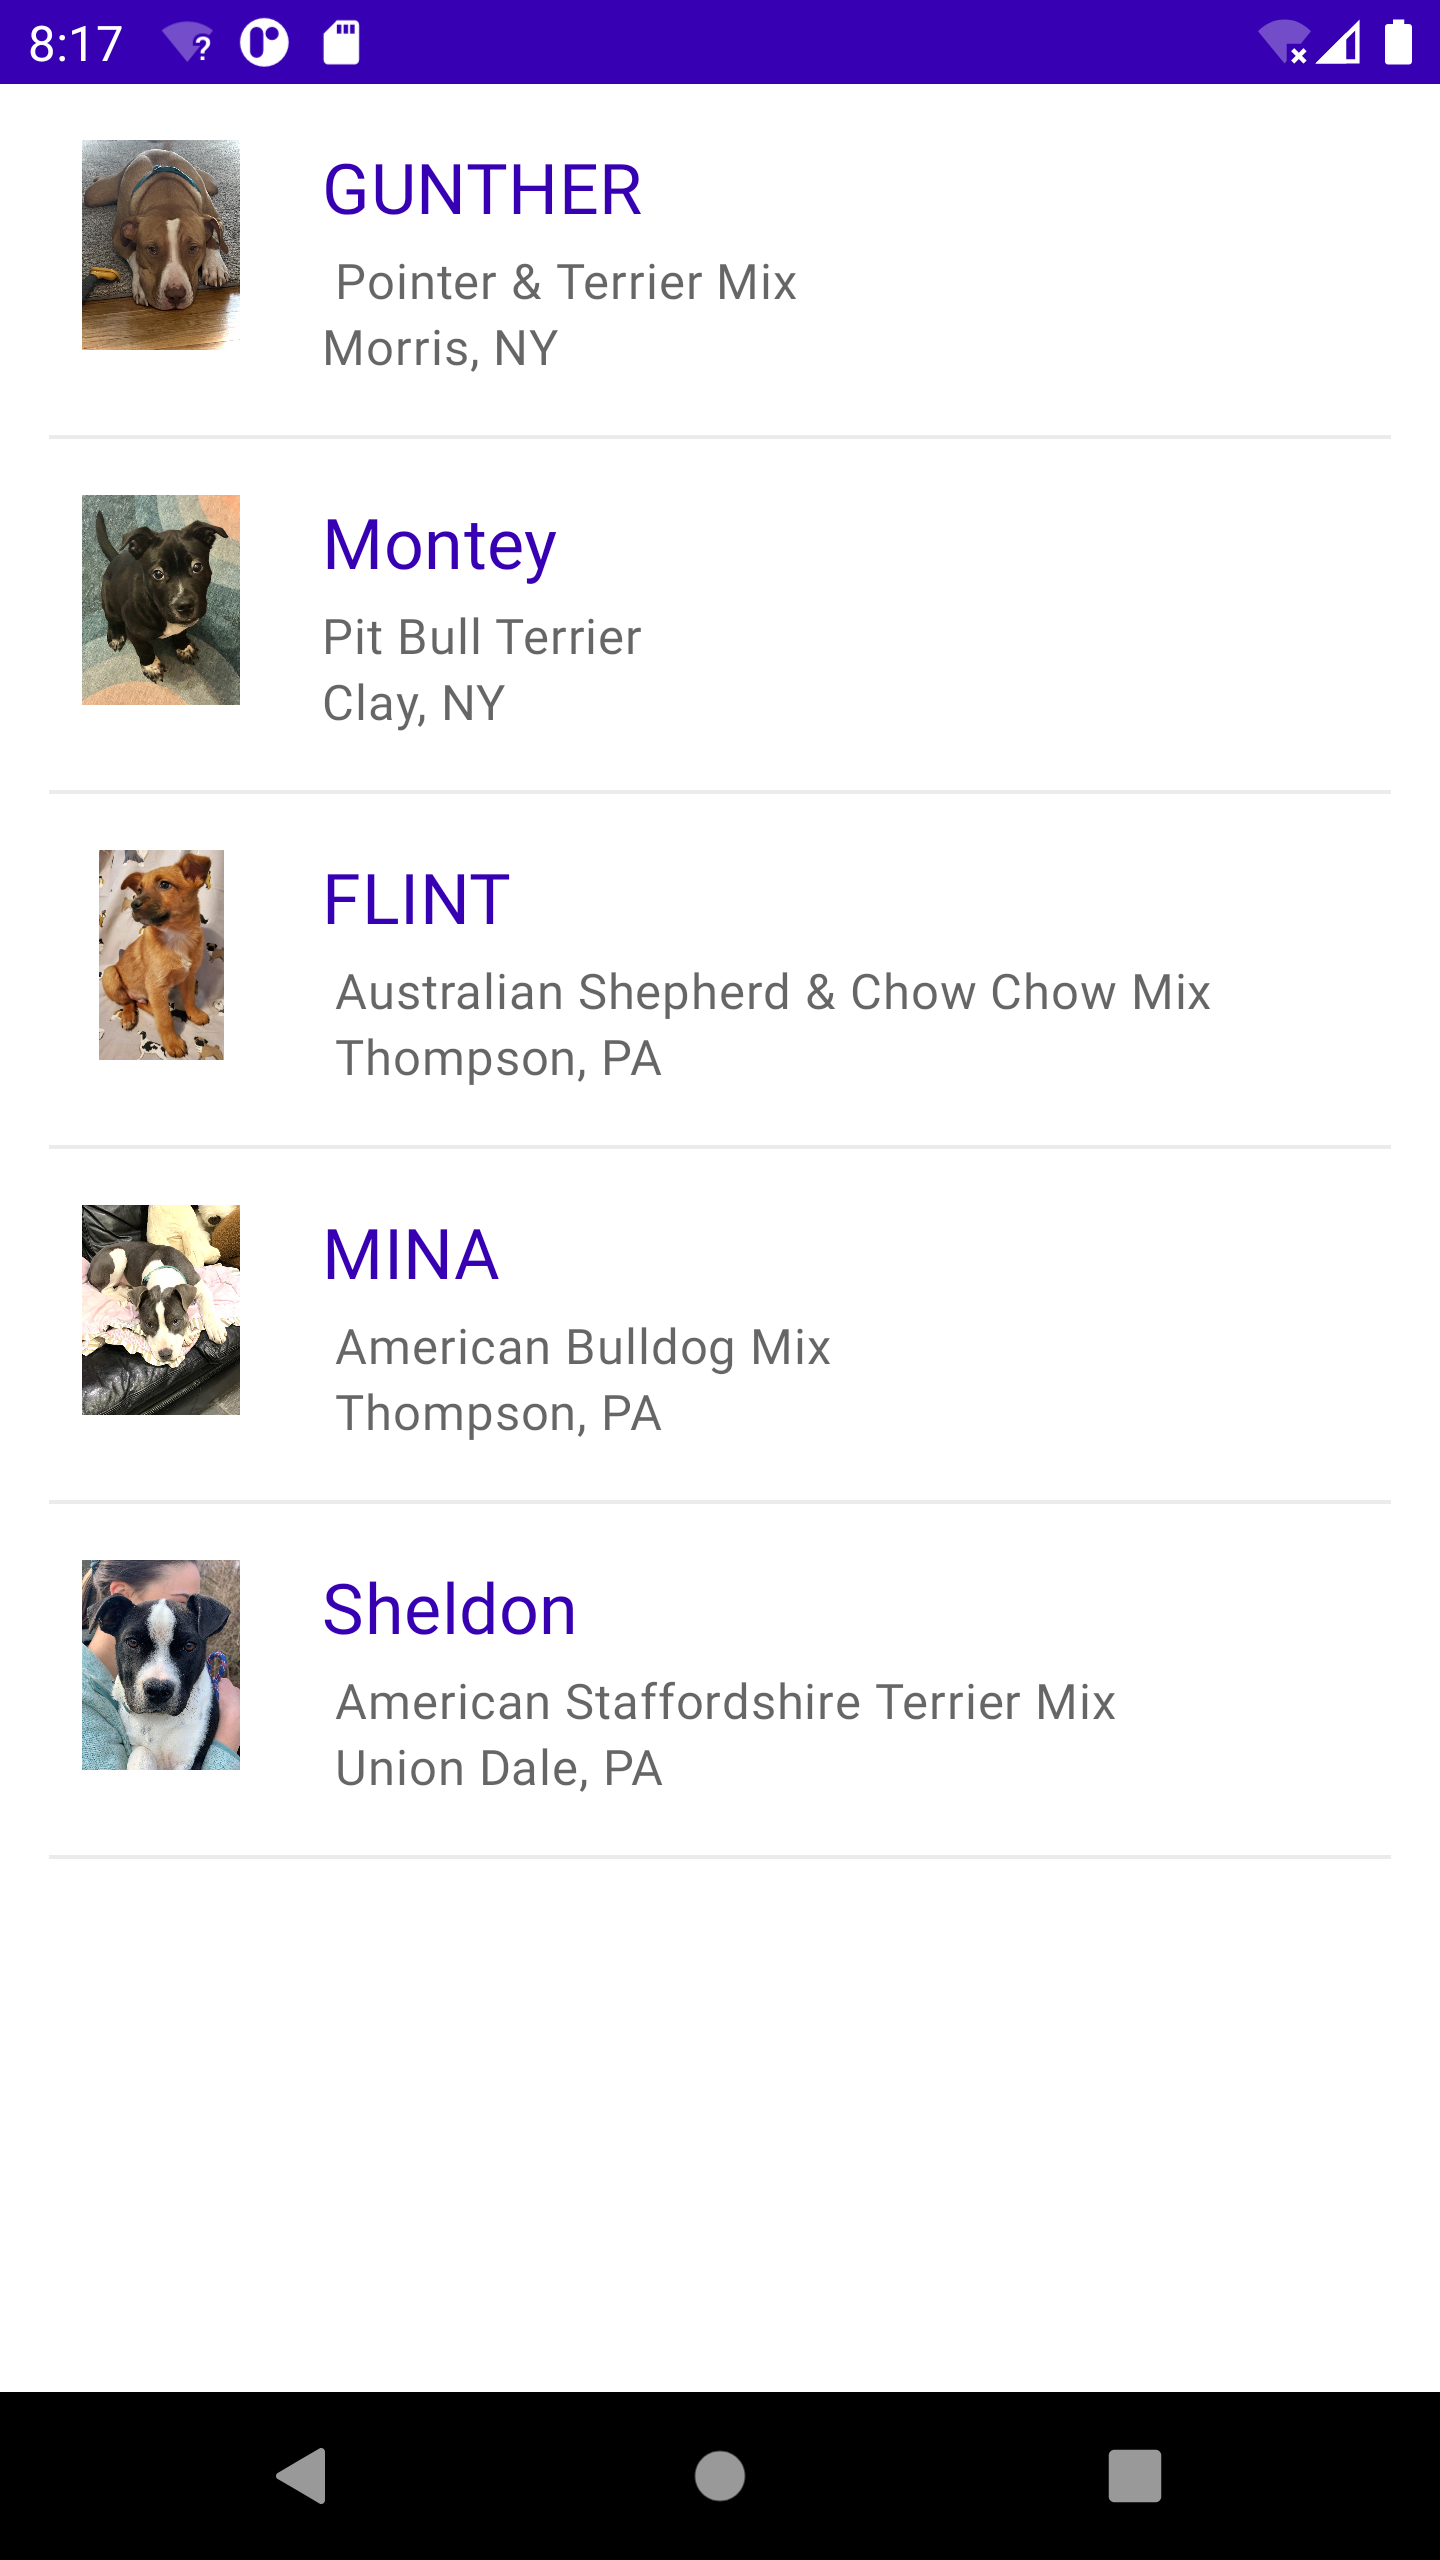 8:17
GUNTHER
Pointer & Terrier Mix
Morris, NY
Montey
Pit Bull Terrier
Clay, NY
FLINT
Australian Shepherd & Chow Chow Mix
Thompson, PA
MINA
American Bulldog Mix
Thompson, PA
Sheldon
American Staffordshire Terrier Mix
Union Dale, PA